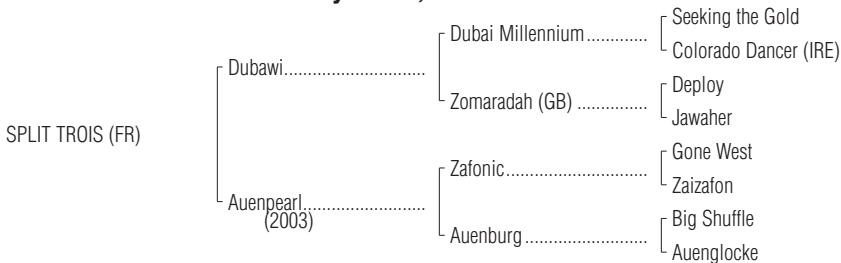 Seeking the Gold
Dubai Millennium.............
Colorado Dancer (IRE)
Dubawi.............................
Deploy
Zomaradah (GB) ...............
Jawaher
SPLIT TROIS (FR)
Gone West
Zafonic..............................
Zaizafon
Auenpearl.........................
(2003)
Big Shuffle
Auenburg.........................
Auenglocke